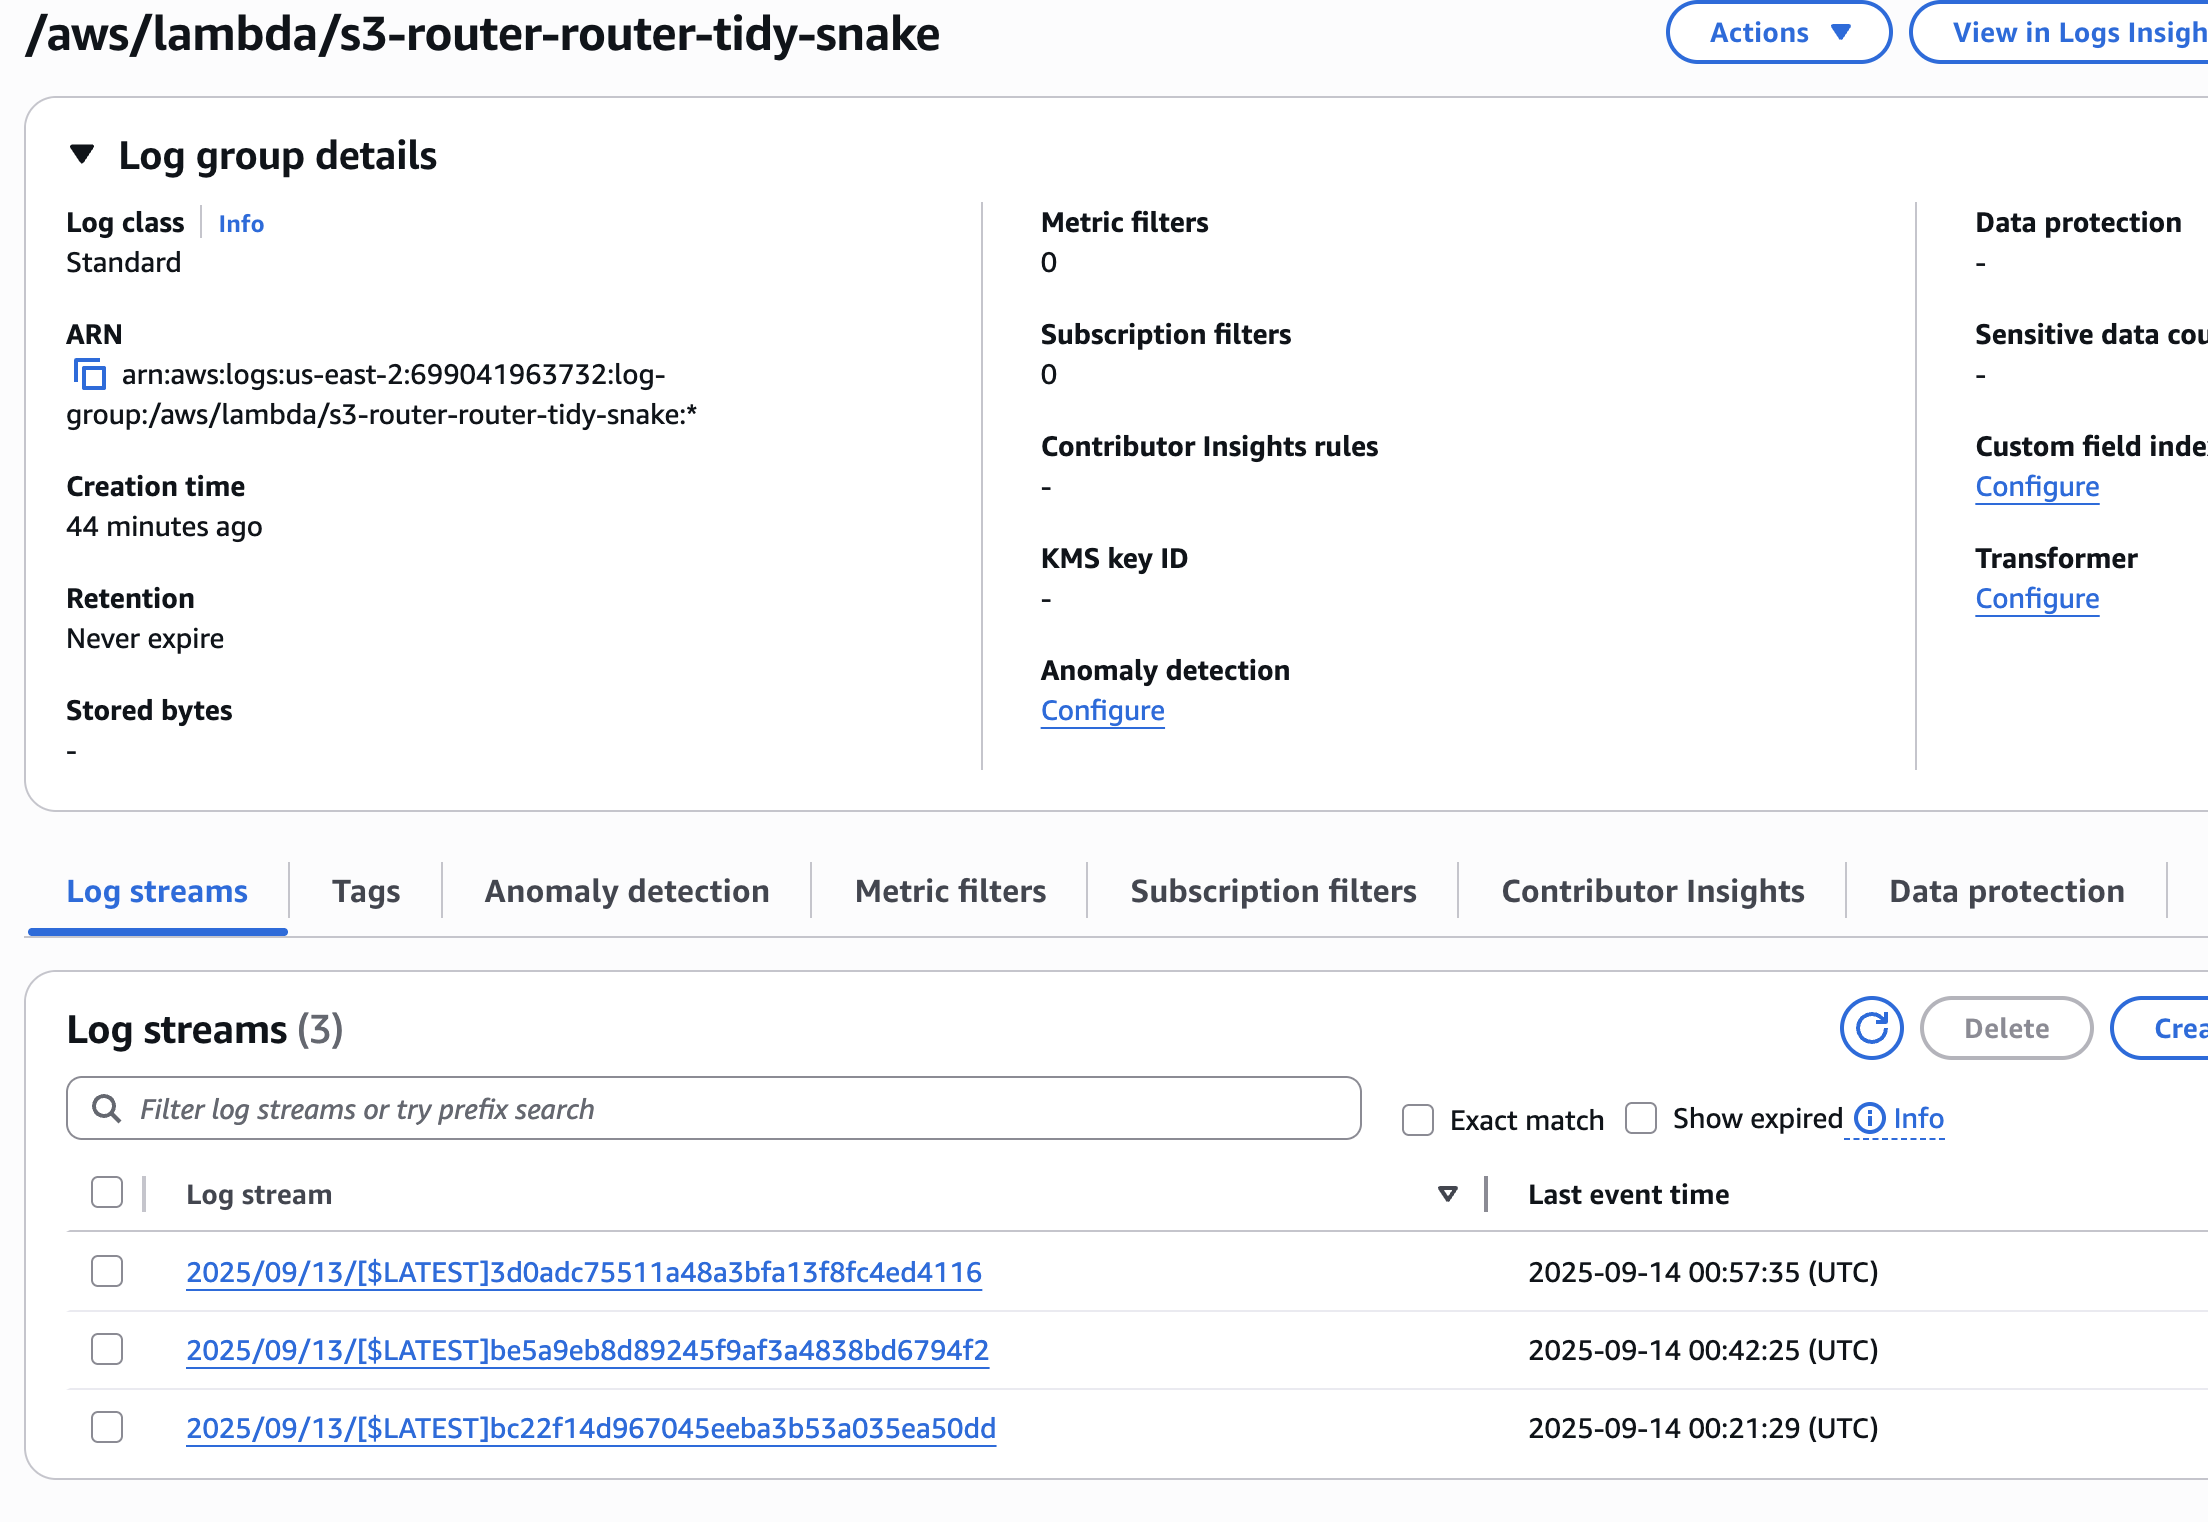 /aws/lambda/s3-router-router-tidy-snake
Actions
View in Logs Insigh
Log group details
Log class
Info
Standard
ARN
arn:aws:logs:us-east-2:699041963732:log-
group:/aws/lambda/s3-router-router-tidy-snake:*
Creation time
44 minutes ago
Retention
Never expire
Stored bytes
-
Metric filters
0
Subscription filters
0
Contributor Insights rules
-
KMS key ID
-
Anomaly detection
Configure
Data protection
-
Sensitive data cou
-
Custom field inde
Configure
Transformer
Configure
Log streams
Tags
Anomaly detection
Metric filters
Subscription filters
Contributor Insights
Data protection
Log streams (3)
Delete
Crea
Filter log streams or try prefix search
Exact match
Show expired
Info
Log stream
Last event time
2025/09/13/[$LATEST]3d0adc75511a48a3bfa13f8fc4ed4116
2025-09-14 00:57:35 (UTC)
2025/09/13/[$LATEST]be5a9eb8d89245f9af3a4838bd6794f2
2025-09-14 00:42:25 (UTC)
2025/09/13/[$LATEST]bc22f14d967045eeba3b53a035ea50dd
2025-09-14 00:21:29 (UTC)